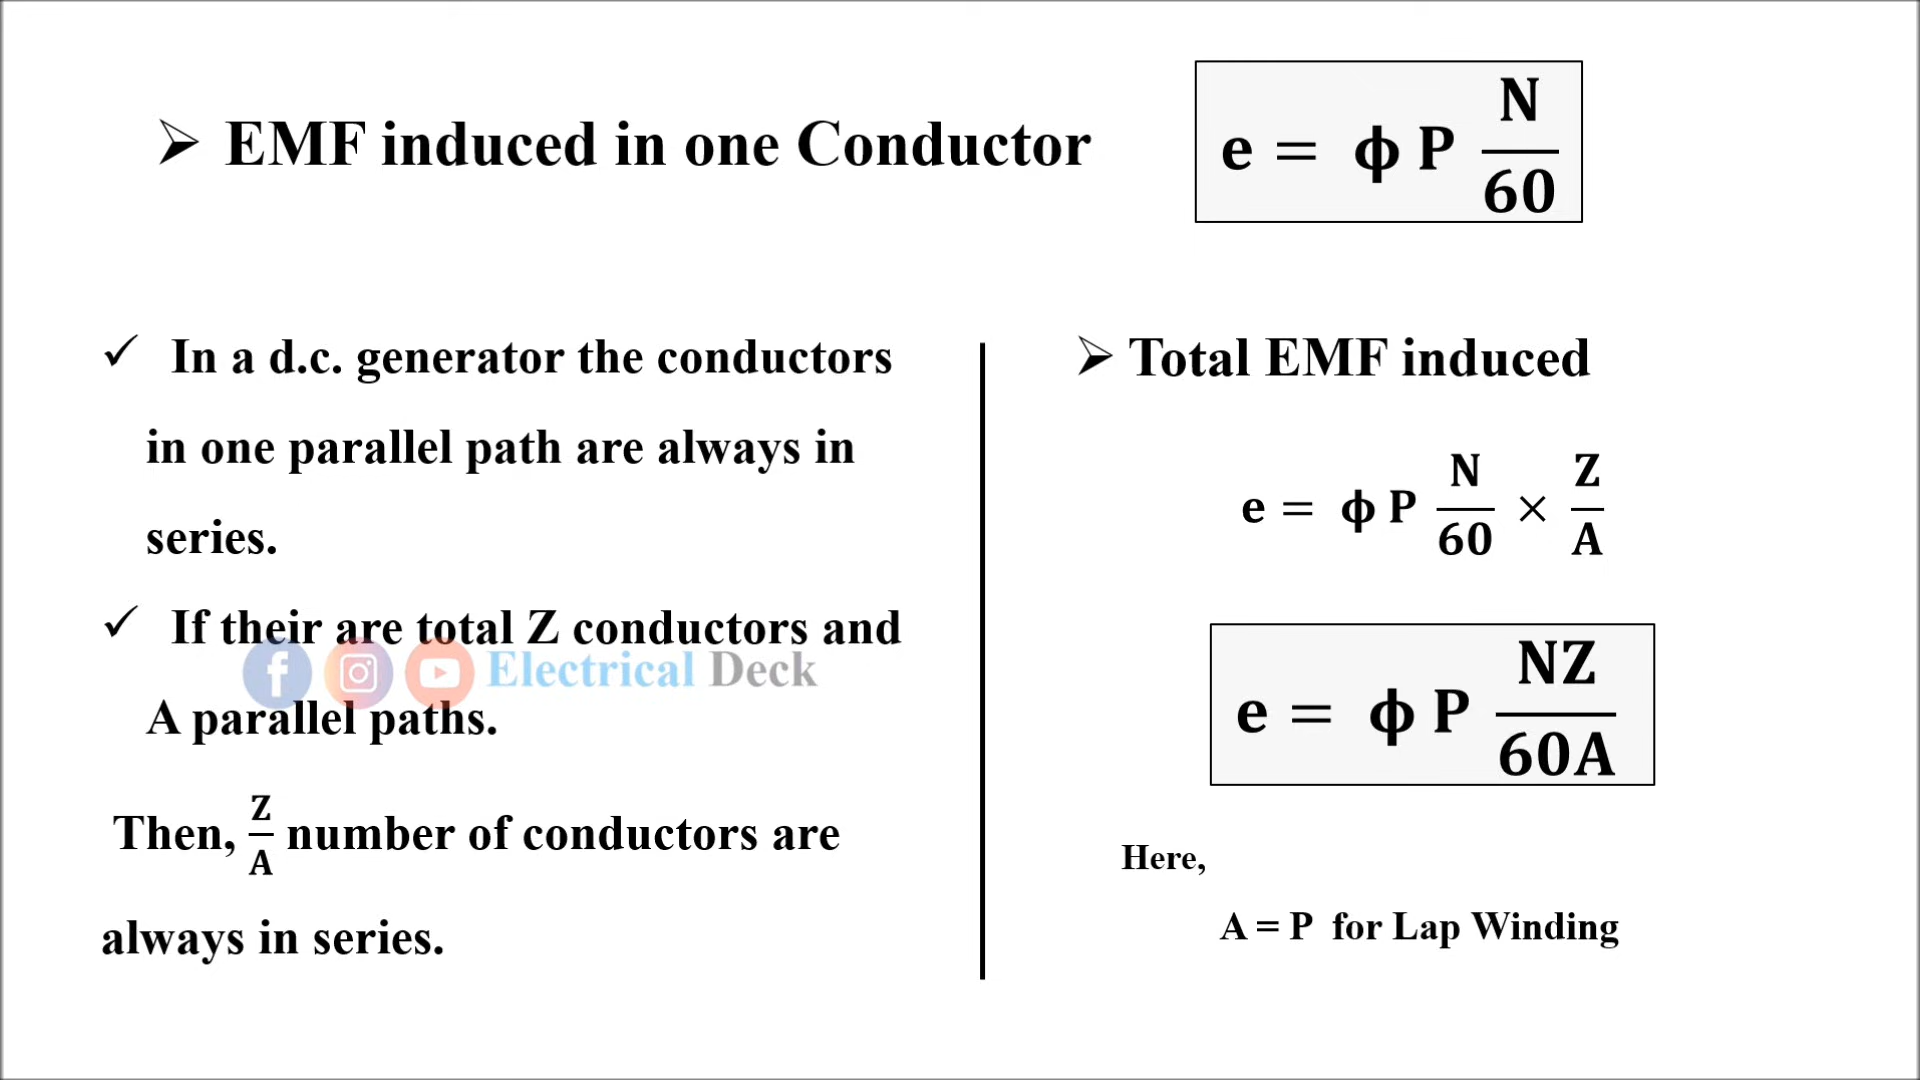 ➢ EMF induced in one Conductor
e = ϕ P N/60
✓ In a d.c. generator the conductors
in one parallel path are always in
series.
✓ If their are total Z conductors and
Electrical Deck
A parallel paths.
Then, Z/A number of conductors are
always in series.
➢ Total EMF induced
e = ϕ P N/60 × Z/A
e = ϕ P NZ/60A
Here,
A = P for Lap Winding